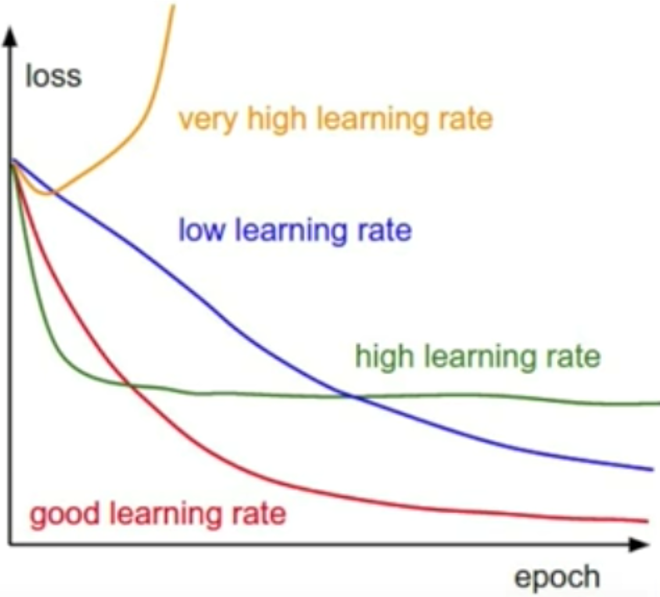 loss
very high learning rate
low learning rate
high learning rate
good learning rate
epoch